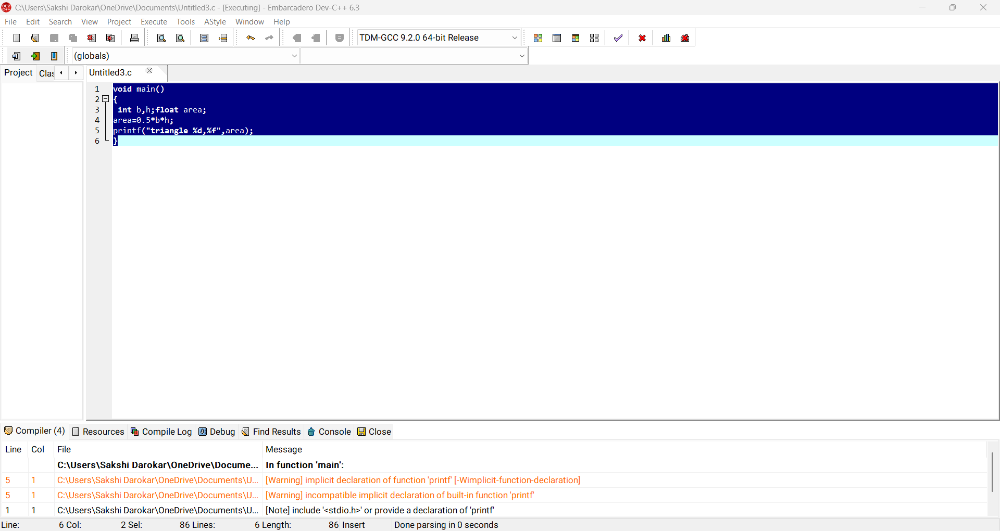 C:\Users\Sakshi Darokar\OneDrive\Documents\Untitled3.c - [Executing] - Embarcadero Dev-C++ 6.3
File Edit Search View Project Execute Tools AStyle Window Help
TDM-GCC 9.2.0 64-bit Release
(globals)
Project Clas Untitled3.c
1 void main()
2 {
3 int b,h;float area;
4 area=0.5*b*h;
5 printf("triangle %d,%f",area);
6 }
Compiler (4) Resources Compile Log Debug Find Results Console Close
Line Col File Message
C:\Users\Sakshi Darokar\OneDrive\Docume... In function 'main':
5 1 C:\Users\Sakshi Darokar\OneDrive\Documents\U... [Warning] implicit declaration of function 'printf' [-Wimplicit-function-declaration]
5 1 C:\Users\Sakshi Darokar\OneDrive\Documents\U... [Warning] incompatible implicit declaration of built-in function 'printf'
1 1 C:\Users\Sakshi Darokar\OneDrive\Documents\U... [Note] include '<stdio.h>' or provide a declaration of 'printf'
Line: 6 Col: 2 Sel: 86 Lines: 6 Length: 86 Insert Done parsing in 0 seconds